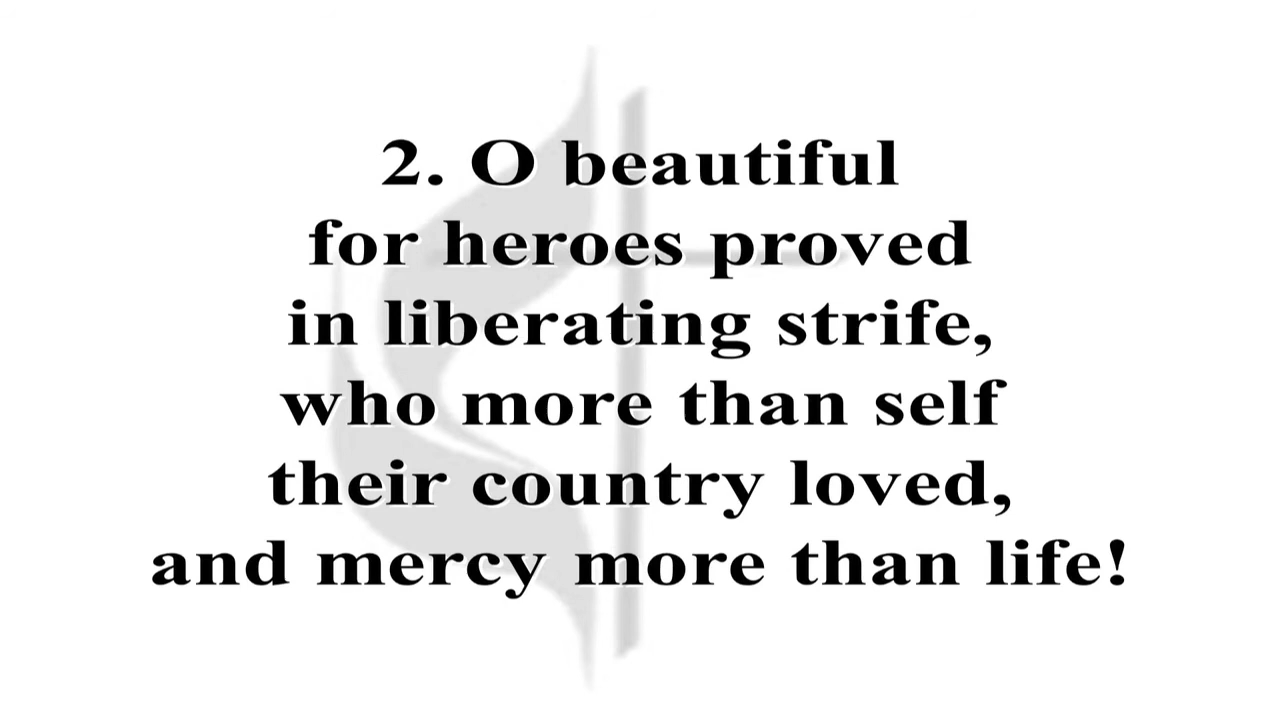 2. O beautiful
for heroes proved
in liberating strife,
who more than self
their country loved,
and mercy more than life!